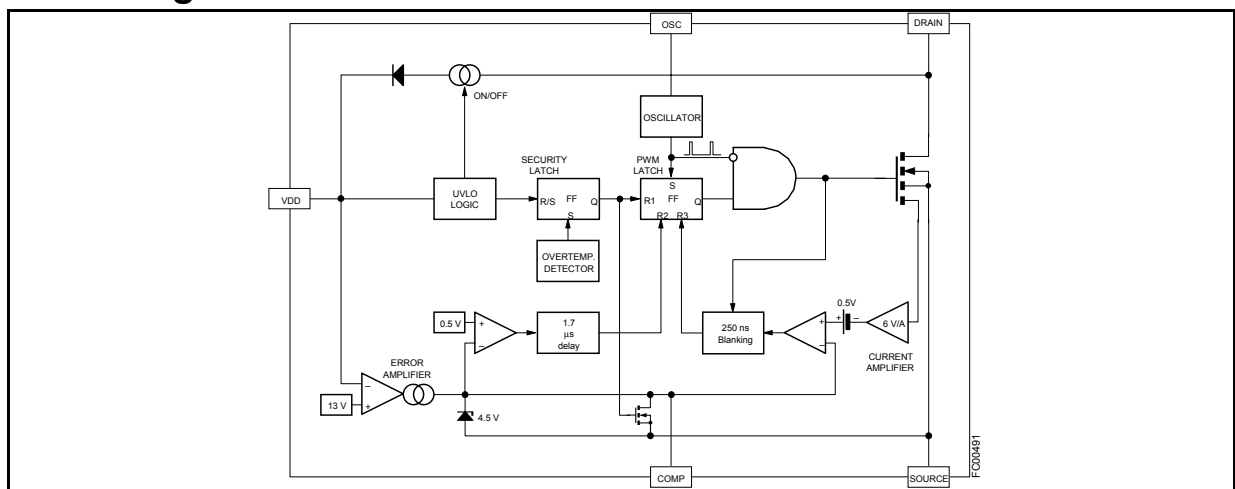 OSC
DRAIN
ON/OFF
OSCILLATOR
SECURITY
LATCH
PWM
LATCH
VDD
UVLO
LOGIC
R/S
FF
Q
S
S
R1
FF
Q
R2
R3
OVERTEMP.
DETECTOR
0.5 V
+
–
1.7
μs
delay
250 ns
Blanking
+
–
0.5V
+
–
6 V/A
CURRENT
AMPLIFIER
ERROR
AMPLIFIER
–
+
13 V
4.5 V
COMP
SOURCE
FC00491